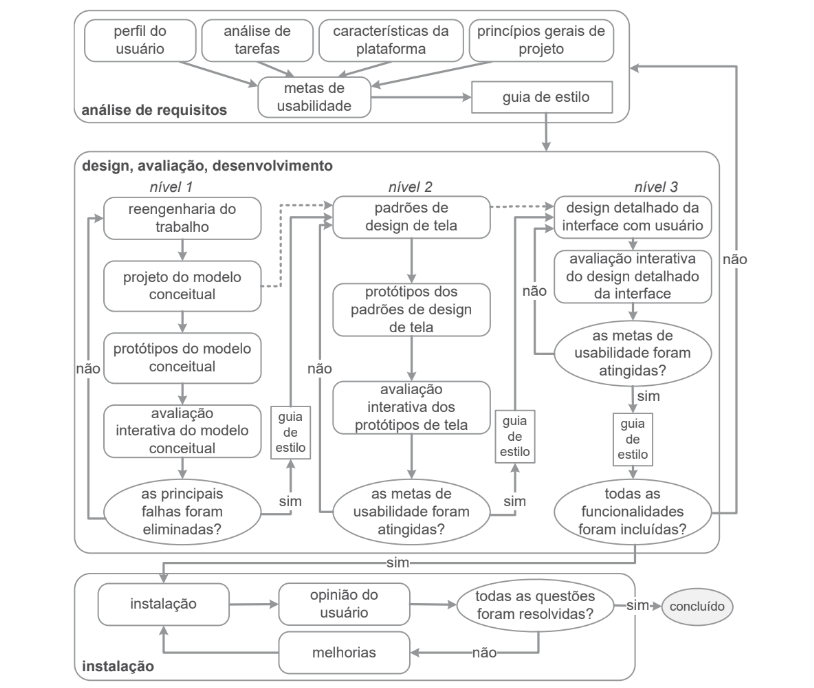 perfil do
usuário
análise de
tarefas
características da
plataforma
princípios gerais de
projeto
metas de
usabilidade
guia de estilo
análise de requisitos
design, avaliação, desenvolvimento
nível 1
nível 2
nível 3
reengenharia do
trabalho
projeto do modelo
conceitual
protótipos do modelo
conceitual
não
avaliação
interativa do modelo
conceitual
as principais
falhas foram
eliminadas?
sim
guia
de
estilo
padrões de
design de tela
protótipos dos
padrões de design
de tela
não
avaliação
interativa dos
protótipos de tela
as metas de
usabilidade foram
atingidas?
sim
guia
de
estilo
design detalhado da
interface com usuário
avaliação interativa
do design detalhado
da interface
não
as metas de
usabilidade foram
atingidas?
sim
guia
de
estilo
todas as
funcionalidades
foram incluídas?
não
sim
instalação
opinião do
usuário
todas as questões
foram resolvidas?
sim
concluído
melhorias
não
instalação